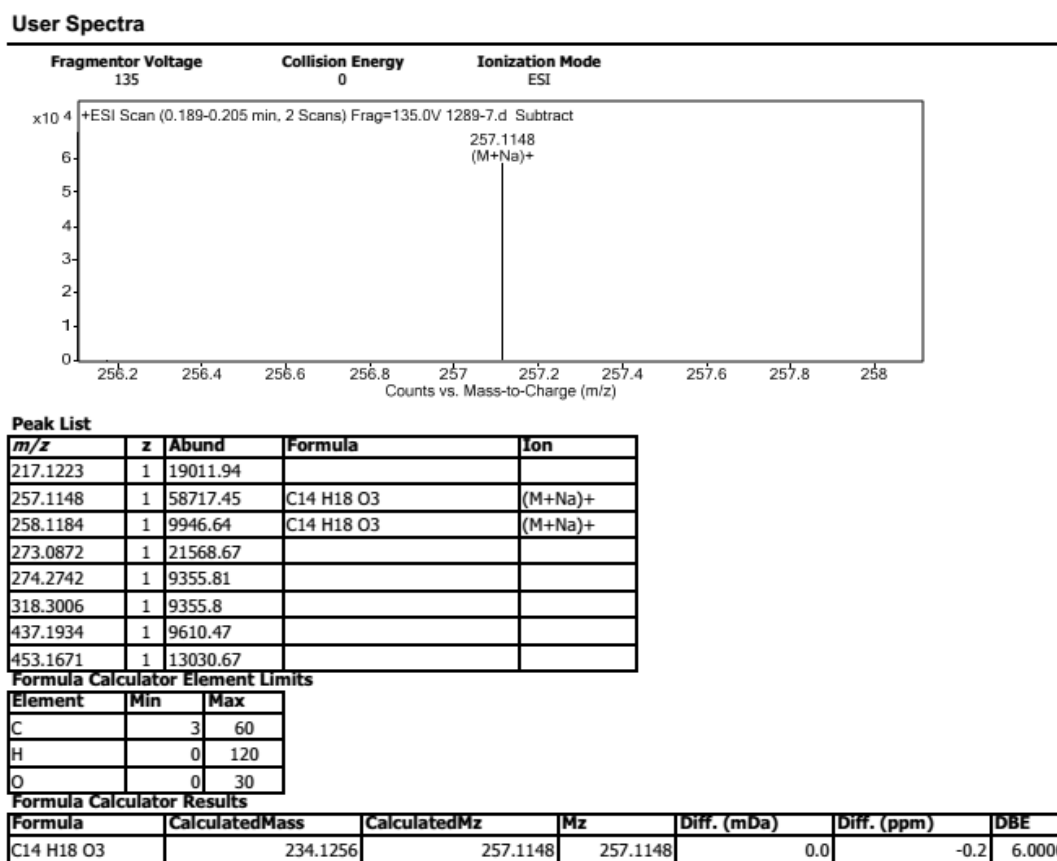 User Spectra
Fragmentor Voltage Collision Energy Ionization Mode
135 0 ESI
x10 4 +ESI Scan (0.189-0.205 min, 2 Scans) Frag=135.0V 1289-7.d Subtract
257.1148
(M+Na)+
6
5
4
3
2
1
0
256.2 256.4 256.6 256.8 257 257.2 257.4 257.6 257.8 258
Counts vs. Mass-to-Charge (m/z)
Peak List
m/z z Abund Formula Ion
217.1223 1 19011.94
257.1148 1 58717.45 C14 H18 O3 (M+Na)+
258.1184 1 9946.64 C14 H18 O3 (M+Na)+
273.0872 1 21568.67
274.2742 1 9355.81
318.3006 1 9355.8
437.1934 1 9610.47
453.1671 1 13030.67
Formula Calculator Element Limits
Element Min Max
C 3 60
H 0 120
O 0 30
Formula Calculator Results
Formula CalculatedMass CalculatedMz Mz Diff. (mDa) Diff. (ppm) DBE
C14 H18 O3 234.1256 257.1148 257.1148 0.0 -0.2 6.000